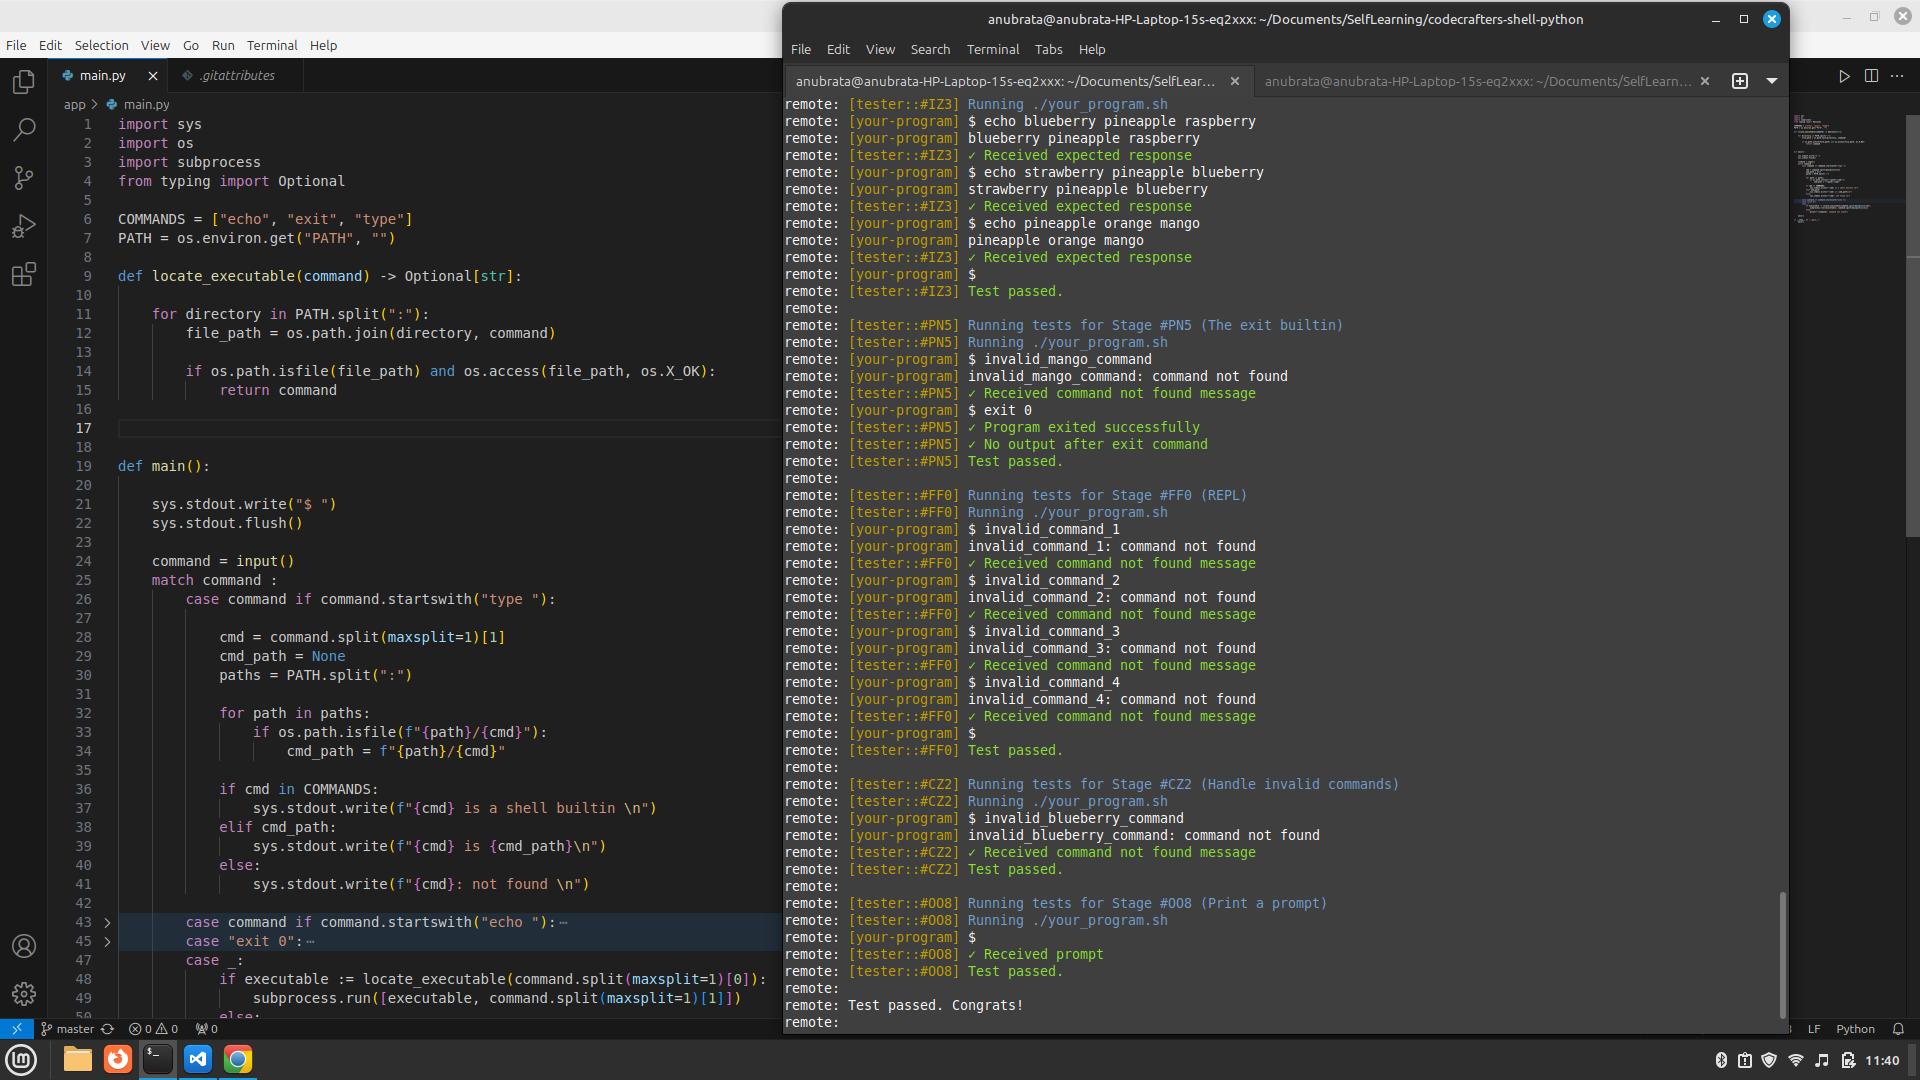 File Edit Selection View Go Run Terminal Help
main.py
.gitattributes
app > main.py
1 import sys
2 import os
3 import subprocess
4 from typing import Optional
5
6 COMMANDS = ["echo", "exit", "type"]
7 PATH = os.environ.get("PATH", "")
8
9 def locate_executable(command) -> Optional[str]:
10
11 for directory in PATH.split(":"):
12 file_path = os.path.join(directory, command)
13
14 if os.path.isfile(file_path) and os.access(file_path, os.X_OK):
15 return command
16
17
18
19 def main():
20
21 sys.stdout.write("$ ")
22 sys.stdout.flush()
23
24 command = input()
25 match command :
26 case command if command.startswith("type "):
27
28 cmd = command.split(maxsplit=1)[1]
29 cmd_path = None
30 paths = PATH.split(":")
31
32 for path in paths:
33 if os.path.isfile(f"{path}/{cmd}"):
34 cmd_path = f"{path}/{cmd}"
35
36 if cmd in COMMANDS:
37 sys.stdout.write(f"{cmd} is a shell builtin \n")
38 elif cmd_path:
39 sys.stdout.write(f"{cmd} is {cmd_path}\n")
40 else:
41 sys.stdout.write(f"{cmd}: not found \n")
42
43 case command if command.startswith("echo "):
45 case "exit 0":
47 case _:
48 if executable := locate_executable(command.split(maxsplit=1)[0]):
49 subprocess.run([executable, command.split(maxsplit=1)[1]])
50 else:
master 0 0 0
LF Python
anubrata@anubrata-HP-Laptop-15s-eq2xxx: ~/Documents/SelfLearning/codecrafters-shell-python
File Edit View Search Terminal Tabs Help
anubrata@anubrata-HP-Laptop-15s-eq2xxx: ~/Documents/SelfLear...
anubrata@anubrata-HP-Laptop-15s-eq2xxx: ~/Documents/SelfLearn...
remote: [tester::#IZ3] Running ./your_program.sh
remote: [your-program] $ echo blueberry pineapple raspberry
remote: [your-program] blueberry pineapple raspberry
remote: [tester::#IZ3] ✓ Received expected response
remote: [your-program] $ echo strawberry pineapple blueberry
remote: [your-program] strawberry pineapple blueberry
remote: [tester::#IZ3] ✓ Received expected response
remote: [your-program] $ echo pineapple orange mango
remote: [your-program] pineapple orange mango
remote: [tester::#IZ3] ✓ Received expected response
remote: [your-program] $
remote: [tester::#IZ3] Test passed.
remote:
remote: [tester::#PN5] Running tests for Stage #PN5 (The exit builtin)
remote: [tester::#PN5] Running ./your_program.sh
remote: [your-program] $ invalid_mango_command
remote: [your-program] invalid_mango_command: command not found
remote: [tester::#PN5] ✓ Received command not found message
remote: [your-program] $ exit 0
remote: [tester::#PN5] ✓ Program exited successfully
remote: [tester::#PN5] ✓ No output after exit command
remote: [tester::#PN5] Test passed.
remote:
remote: [tester::#FF0] Running tests for Stage #FF0 (REPL)
remote: [tester::#FF0] Running ./your_program.sh
remote: [your-program] $ invalid_command_1
remote: [your-program] invalid_command_1: command not found
remote: [tester::#FF0] ✓ Received command not found message
remote: [your-program] $ invalid_command_2
remote: [your-program] invalid_command_2: command not found
remote: [tester::#FF0] ✓ Received command not found message
remote: [your-program] $ invalid_command_3
remote: [your-program] invalid_command_3: command not found
remote: [tester::#FF0] ✓ Received command not found message
remote: [your-program] $ invalid_command_4
remote: [your-program] invalid_command_4: command not found
remote: [tester::#FF0] ✓ Received command not found message
remote: [your-program] $
remote: [tester::#FF0] Test passed.
remote:
remote: [tester::#CZ2] Running tests for Stage #CZ2 (Handle invalid commands)
remote: [tester::#CZ2] Running ./your_program.sh
remote: [your-program] $ invalid_blueberry_command
remote: [your-program] invalid_blueberry_command: command not found
remote: [tester::#CZ2] ✓ Received command not found message
remote: [tester::#CZ2] Test passed.
remote:
remote: [tester::#OO8] Running tests for Stage #OO8 (Print a prompt)
remote: [tester::#OO8] Running ./your_program.sh
remote: [your-program] $
remote: [tester::#OO8] ✓ Received prompt
remote: [tester::#OO8] Test passed.
remote:
remote: Test passed. Congrats!
remote:
11:40